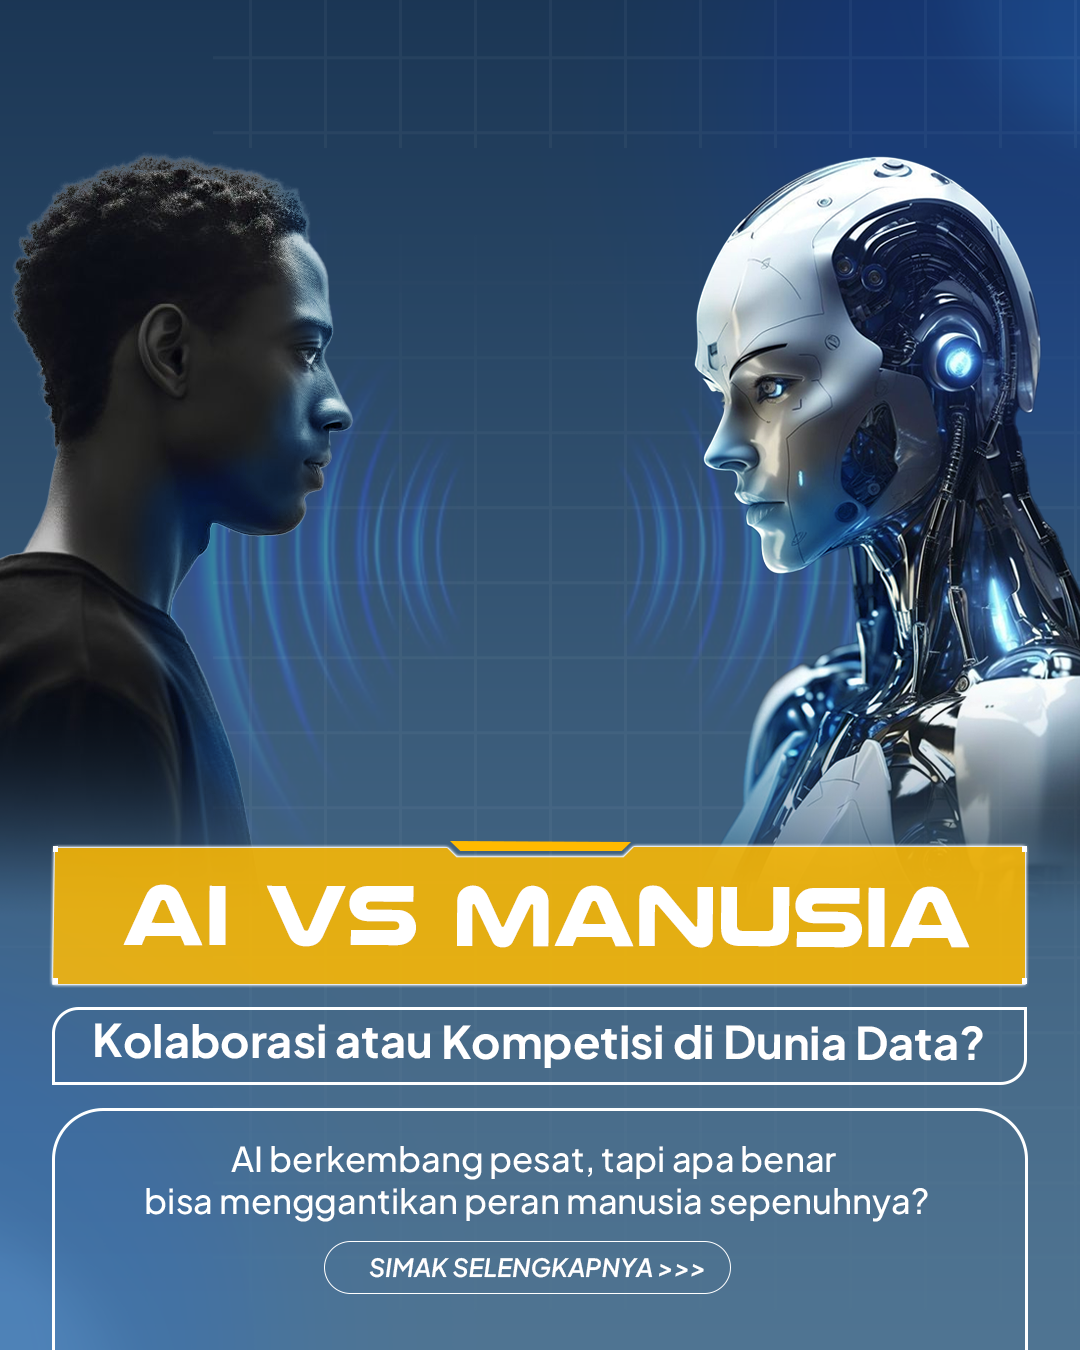 AI VS MANUSIA
Kolaborasi atau Kompetisi di Dunia Data?
AI berkembang pesat, tapi apa benar
bisa menggantikan peran manusia sepenuhnya?
SIMAK SELENGKAPNYA >>>